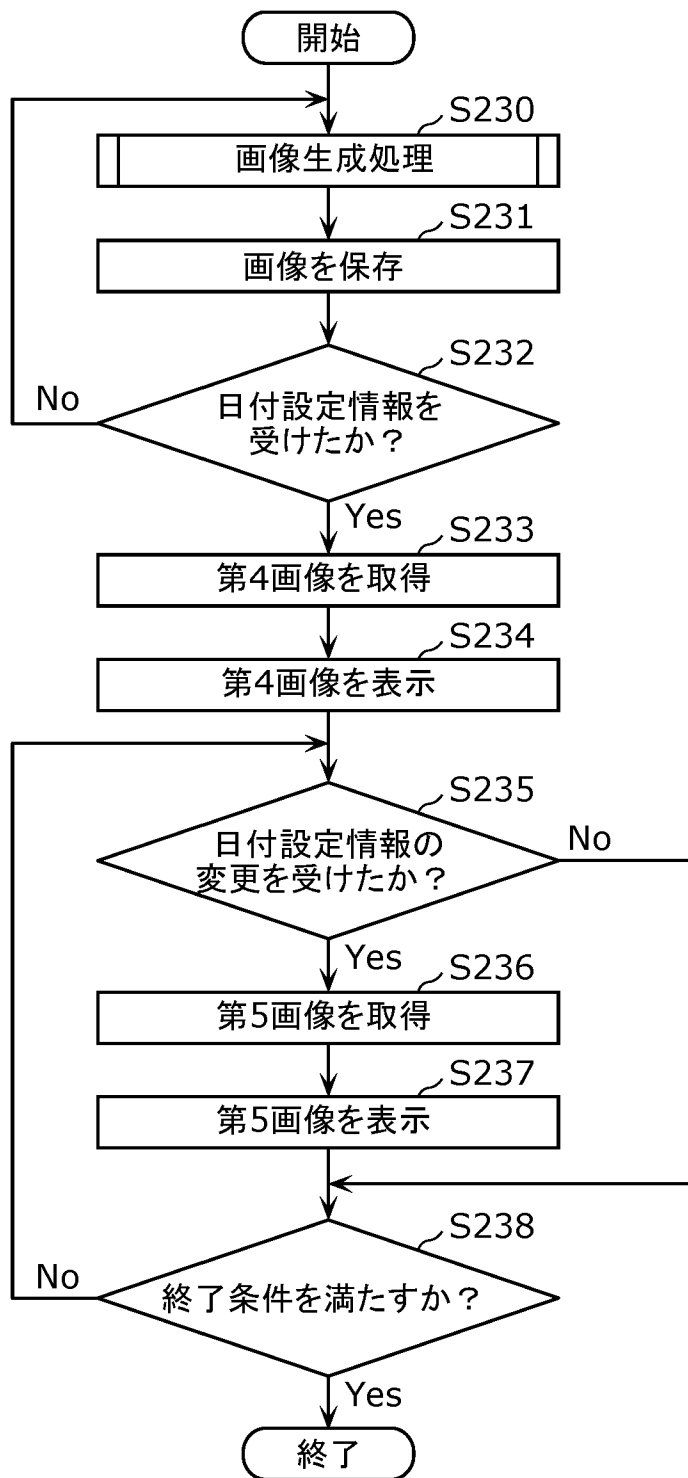 開始
S230
画像生成処理
S231
画像を保存
S232
日付設定情報を
受けたか？
No
Yes
S233
第4画像を取得
S234
第4画像を表示
S235
日付設定情報の
変更を受けたか？
No
Yes
S236
第5画像を取得
S237
第5画像を表示
S238
終了条件を満たすか？
No
Yes
終了